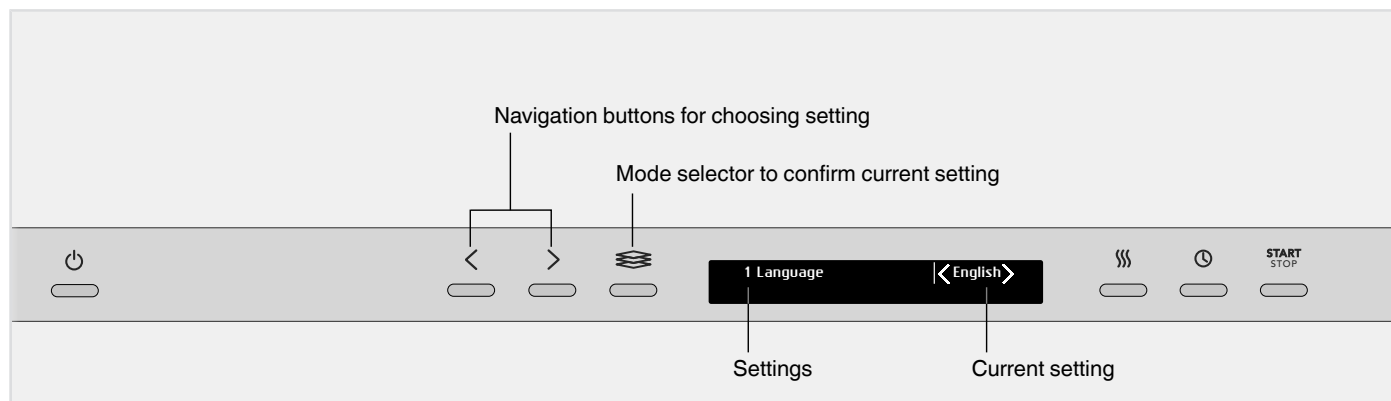 Navigation buttons for choosing setting
Mode selector to confirm current setting
START
STOP
1 Language
English
Settings
Current setting